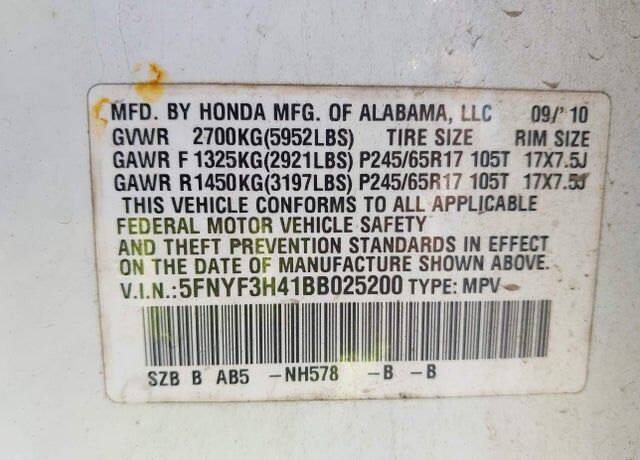 MFD. BY HONDA MFG. OF ALABAMA, LLC 09/'10
GVWR 2700KG(5952LBS) TIRE SIZE RIM SIZE
GAWR F 1325KG(2921LBS) P245/65R17 105T 17X7.5J
GAWR R 1450KG(3197LBS) P245/65R17 105T 17X7.5J
THIS VEHICLE CONFORMS TO ALL APPLICABLE
FEDERAL MOTOR VEHICLE SAFETY
AND THEFT PREVENTION STANDARDS IN EFFECT
ON THE DATE OF MANUFACTURE SHOWN ABOVE.
V.I.N.:5FNYF3H41BB025200 TYPE: MPV
SZB B AB5 -NH578 -B -B